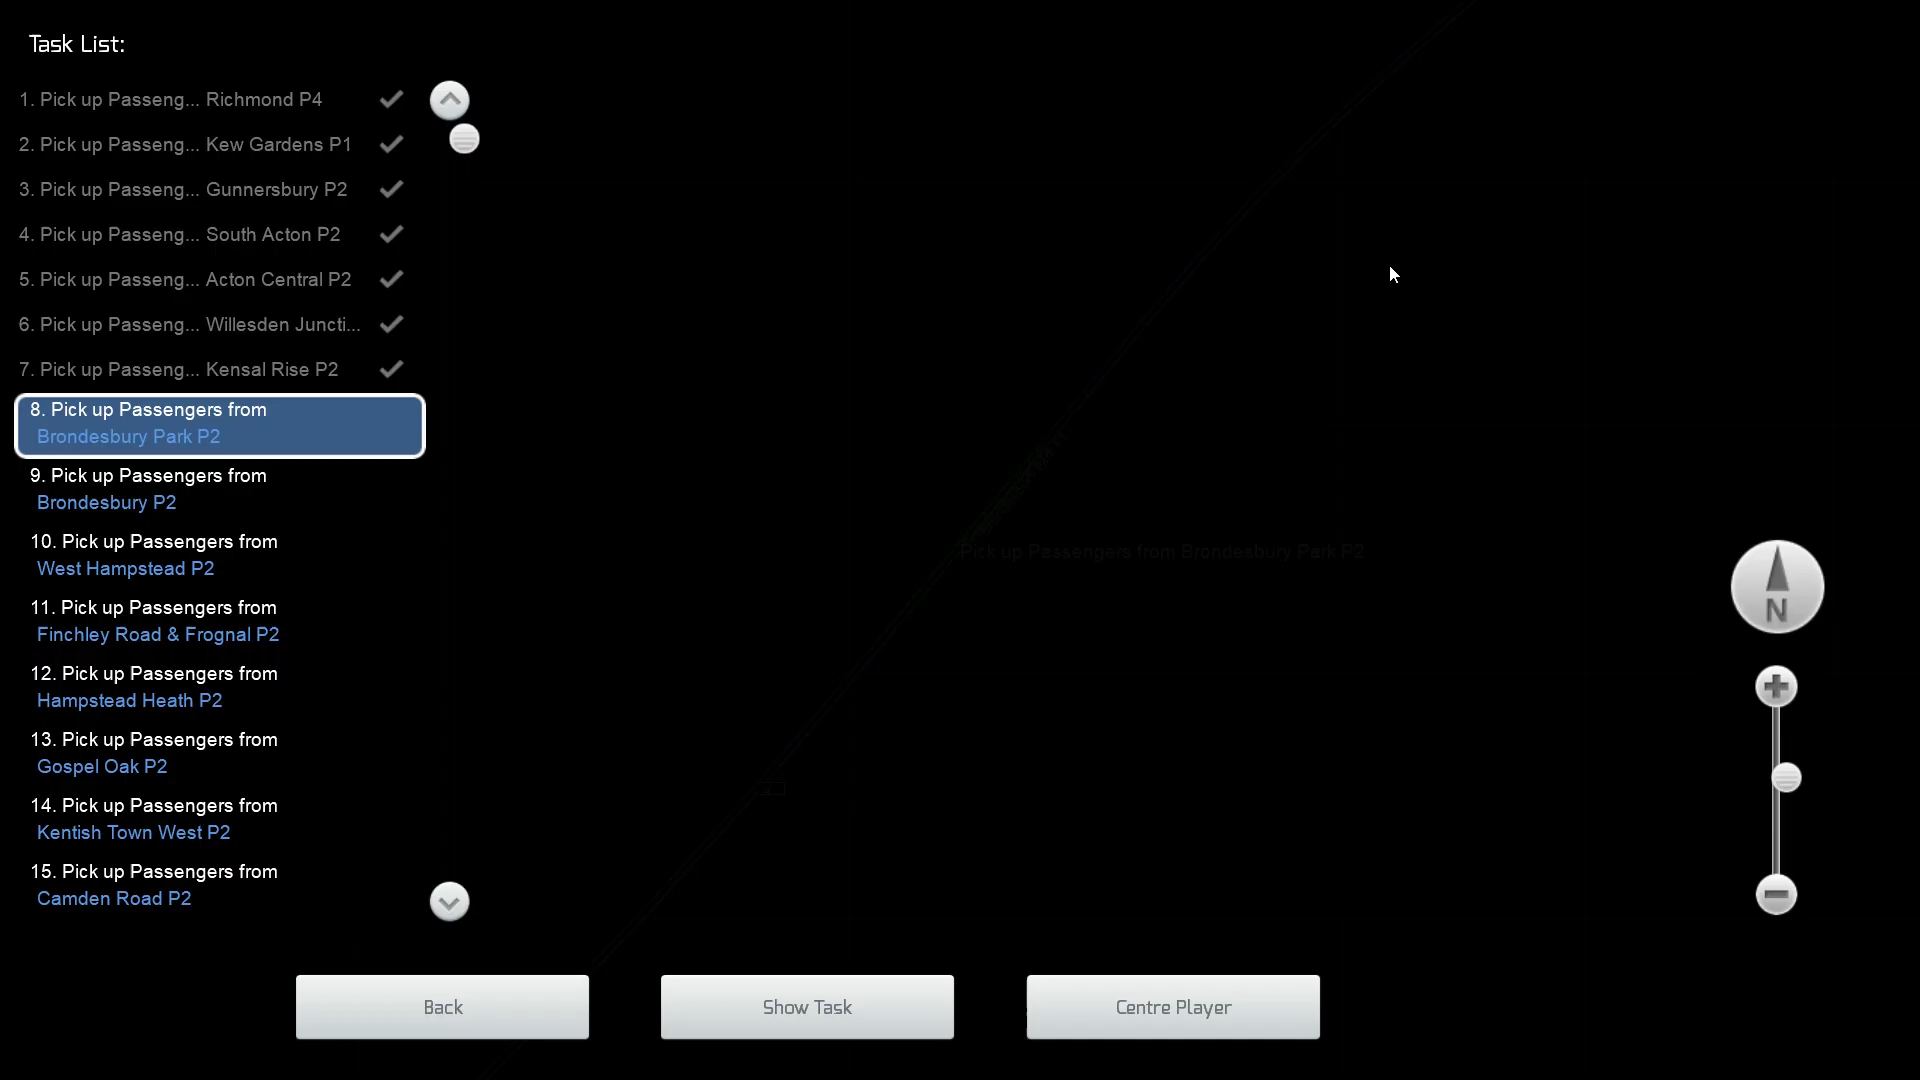 Task List:
1. Pick up Passeng... Richmond P4
2. Pick up Passeng... Kew Gardens P1
3. Pick up Passeng... Gunnersbury P2
4. Pick up Passeng... South Acton P2
5. Pick up Passeng... Acton Central P2
6. Pick up Passeng... Willesden Juncti...
7. Pick up Passeng... Kensal Rise P2
8. Pick up Passengers from
Brondesbury Park P2
9. Pick up Passengers from
Brondesbury P2
10. Pick up Passengers from
West Hampstead P2
11. Pick up Passengers from
Finchley Road & Frognal P2
12. Pick up Passengers from
Hampstead Heath P2
13. Pick up Passengers from
Gospel Oak P2
14. Pick up Passengers from
Kentish Town West P2
15. Pick up Passengers from
Camden Road P2
Pick up Passengers from Brondesbury Park P2
N
Back
Show Task
Centre Player